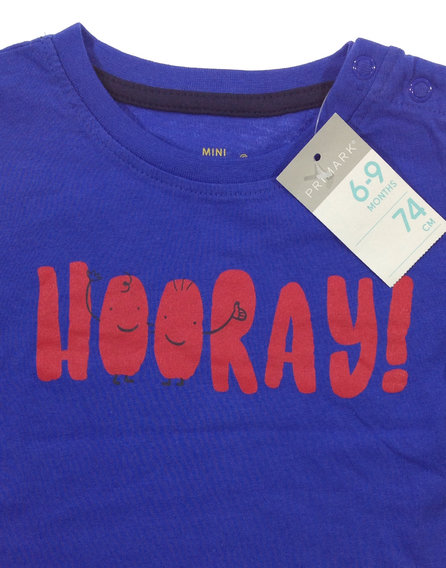 MINI
PRIMARK®
6-9
MONTHS
74
CM
HOORAY!